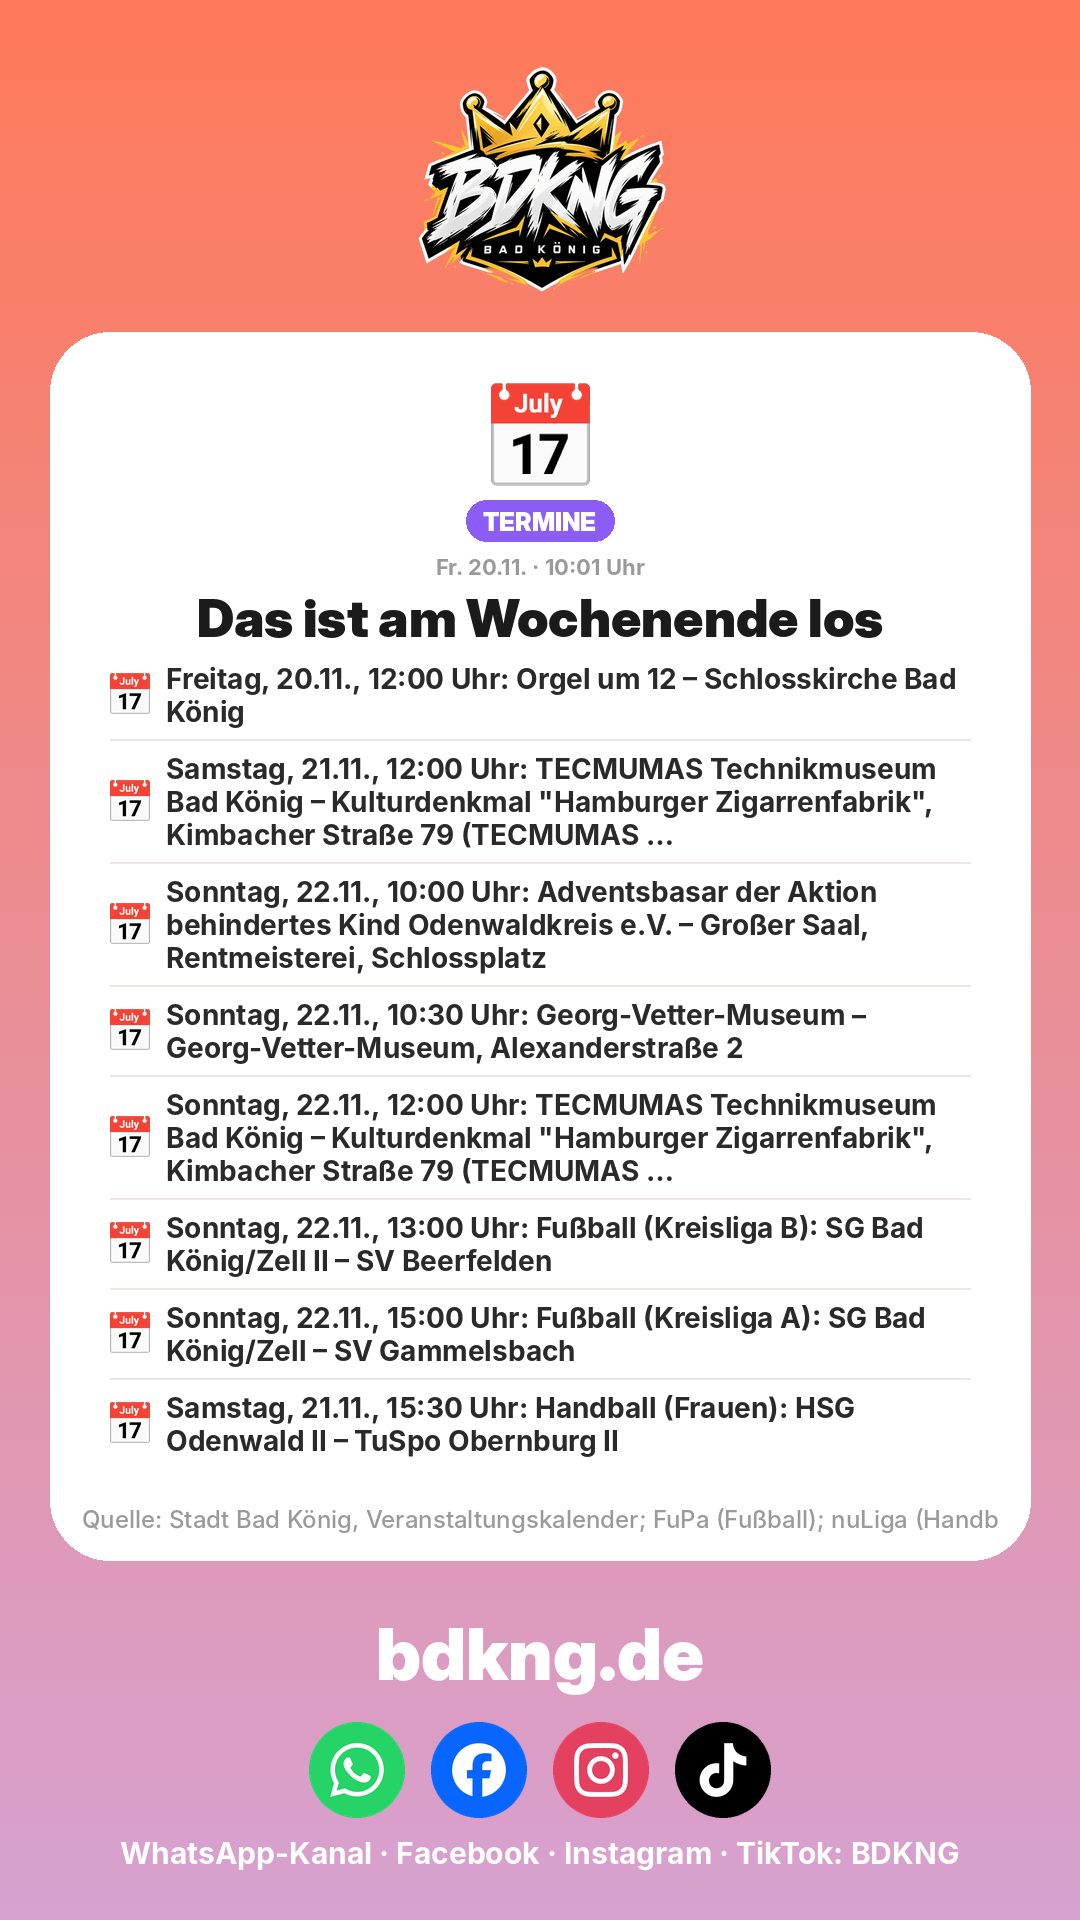 BDKNG
BAD KÖNIG
July
17
TERMINE
Fr. 20.11. · 10:01 Uhr
Das ist am Wochenende los
July
17
Freitag, 20.11., 12:00 Uhr: Orgel um 12 – Schlosskirche Bad
König
July
17
Samstag, 21.11., 12:00 Uhr: TECMUMAS Technikmuseum
Bad König – Kulturdenkmal "Hamburger Zigarrenfabrik",
Kimbacher Straße 79 (TECMUMAS ...
July
17
Sonntag, 22.11., 10:00 Uhr: Adventsbasar der Aktion
behindertes Kind Odenwaldkreis e.V. – Großer Saal,
Rentmeisterei, Schlossplatz
July
17
Sonntag, 22.11., 10:30 Uhr: Georg-Vetter-Museum –
Georg-Vetter-Museum, Alexanderstraße 2
July
17
Sonntag, 22.11., 12:00 Uhr: TECMUMAS Technikmuseum
Bad König – Kulturdenkmal "Hamburger Zigarrenfabrik",
Kimbacher Straße 79 (TECMUMAS ...
July
17
Sonntag, 22.11., 13:00 Uhr: Fußball (Kreisliga B): SG Bad
König/Zell II – SV Beerfelden
July
17
Sonntag, 22.11., 15:00 Uhr: Fußball (Kreisliga A): SG Bad
König/Zell – SV Gammelsbach
July
17
Samstag, 21.11., 15:30 Uhr: Handball (Frauen): HSG
Odenwald II – TuSpo Obernburg II
Quelle: Stadt Bad König, Veranstaltungskalender; FuPa (Fußball); nuLiga (Handb
bdkng.de
WhatsApp-Kanal · Facebook · Instagram · TikTok: BDKNG